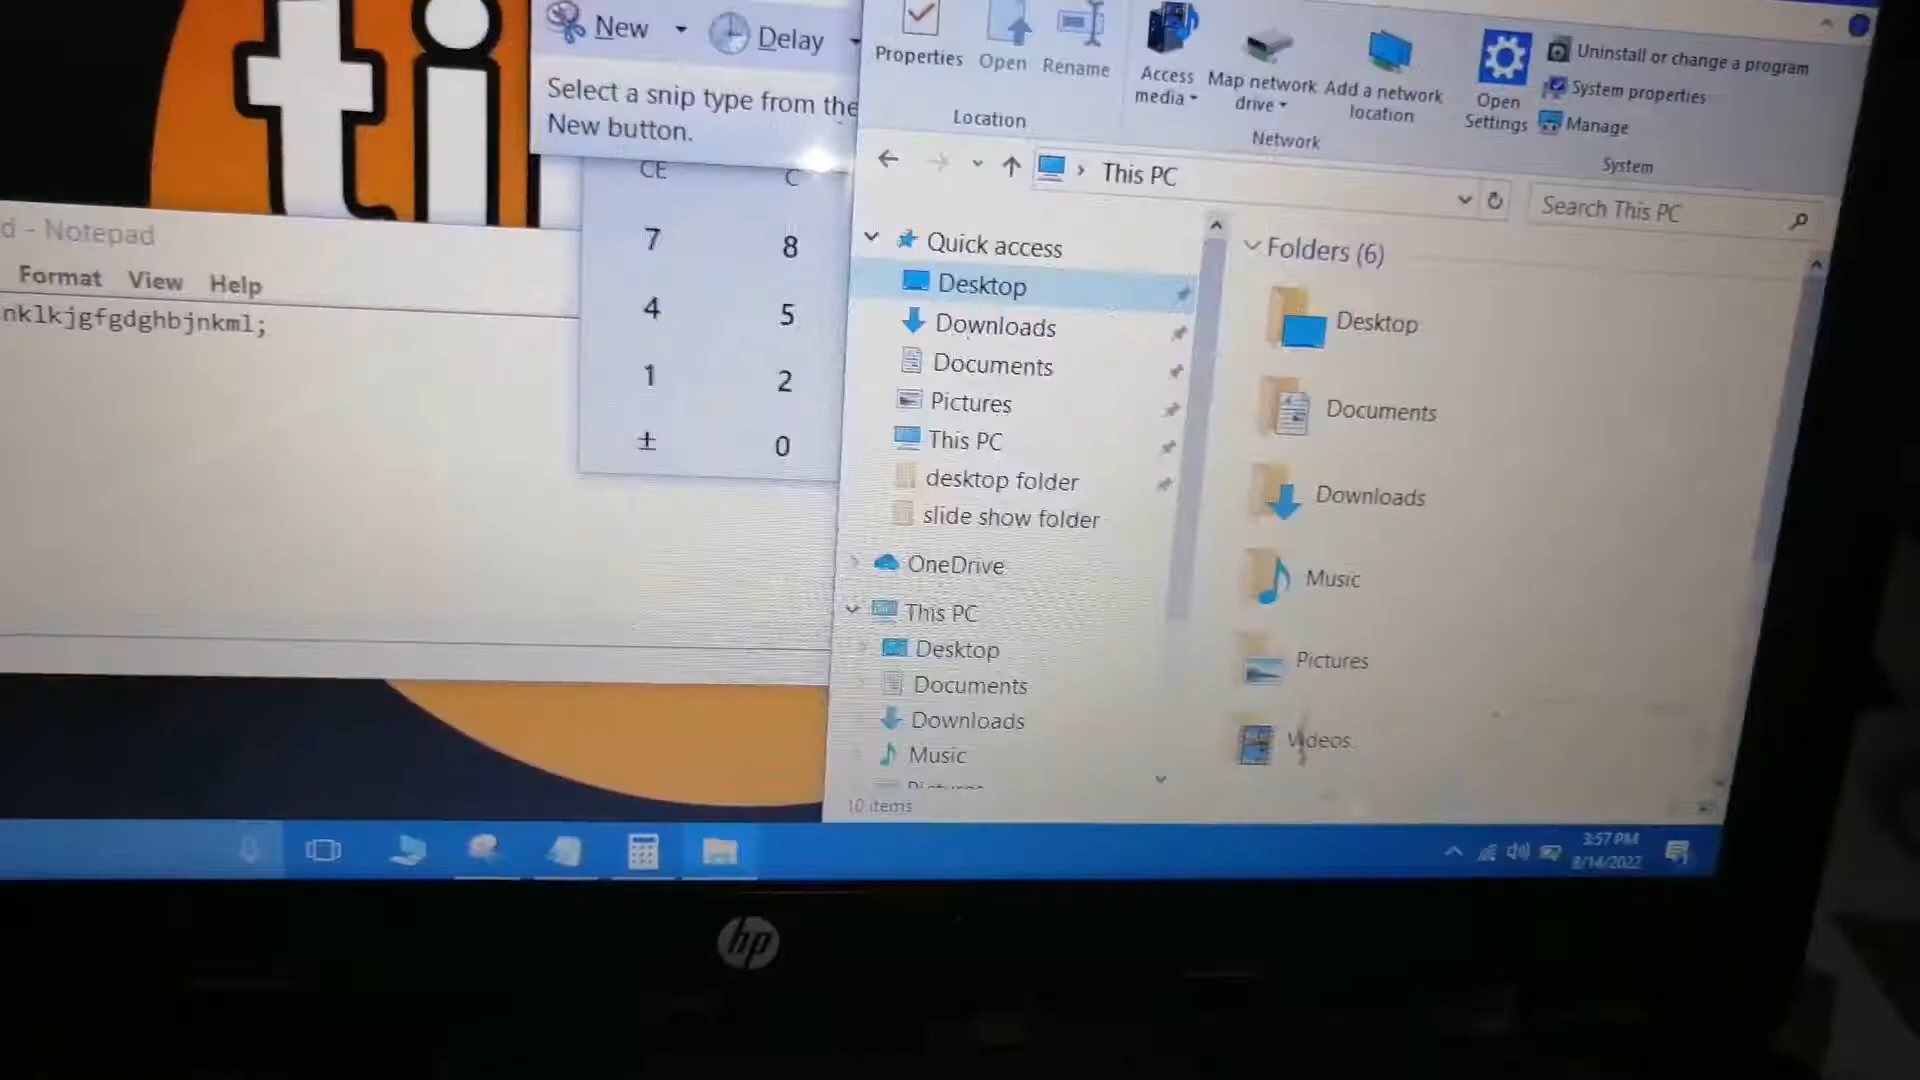 ti
New
Delay
Select a snip type from the
New button.
d - Notepad
Format View Help
nklkjgfgdghbjnkml;
CE C
7 8
4 5
1 2
± 0
Properties
Open
Rename
Location
Access
media
Map network
drive
Add a network
location
Network
Open
Settings
Uninstall or change a program
System properties
Manage
System
This PC
Search This PC
Quick access
Desktop
Downloads
Documents
Pictures
This PC
desktop folder
slide show folder
OneDrive
This PC
Desktop
Documents
Downloads
Music
Pictures
10 items
Folders (6)
Desktop
Documents
Downloads
Music
Pictures
Videos
3:57 PM
8/14/2022
hp